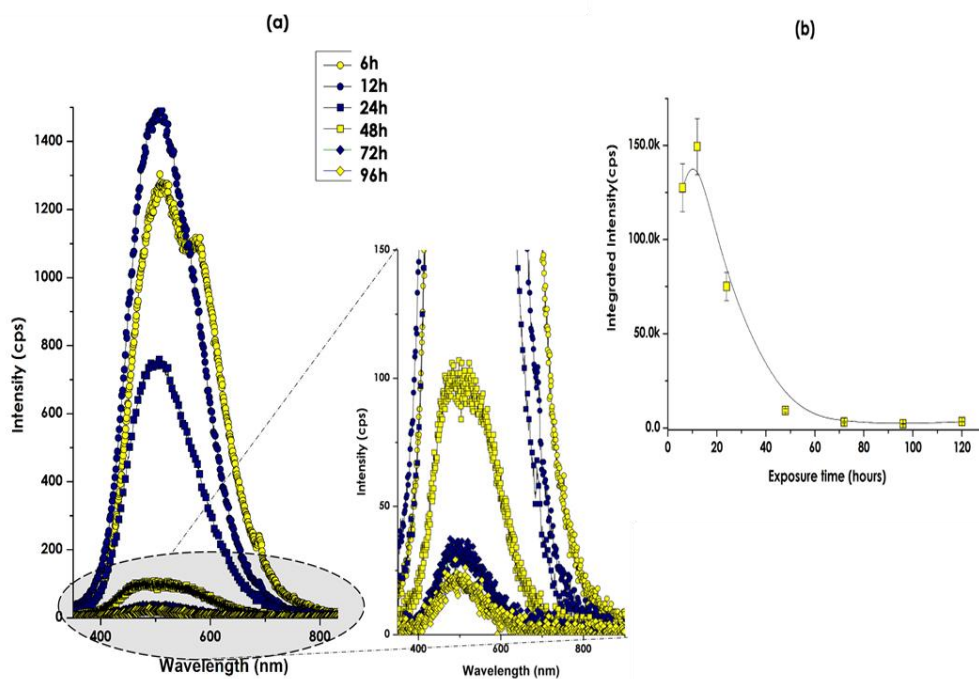 (a)
6h
12h
24h
48h
72h
96h
1400
1200
1000
800
600
400
200
0
Intensity (cps)
400
600
800
Wavelength (nm)
150
100
50
0
Intensity (cps)
400
600
800
Wavelength (nm)
(b)
150.0k
100.0k
50.0k
0.0
Integrated Intensity(cps)
0
20
40
60
80
100
120
Exposure time (hours)